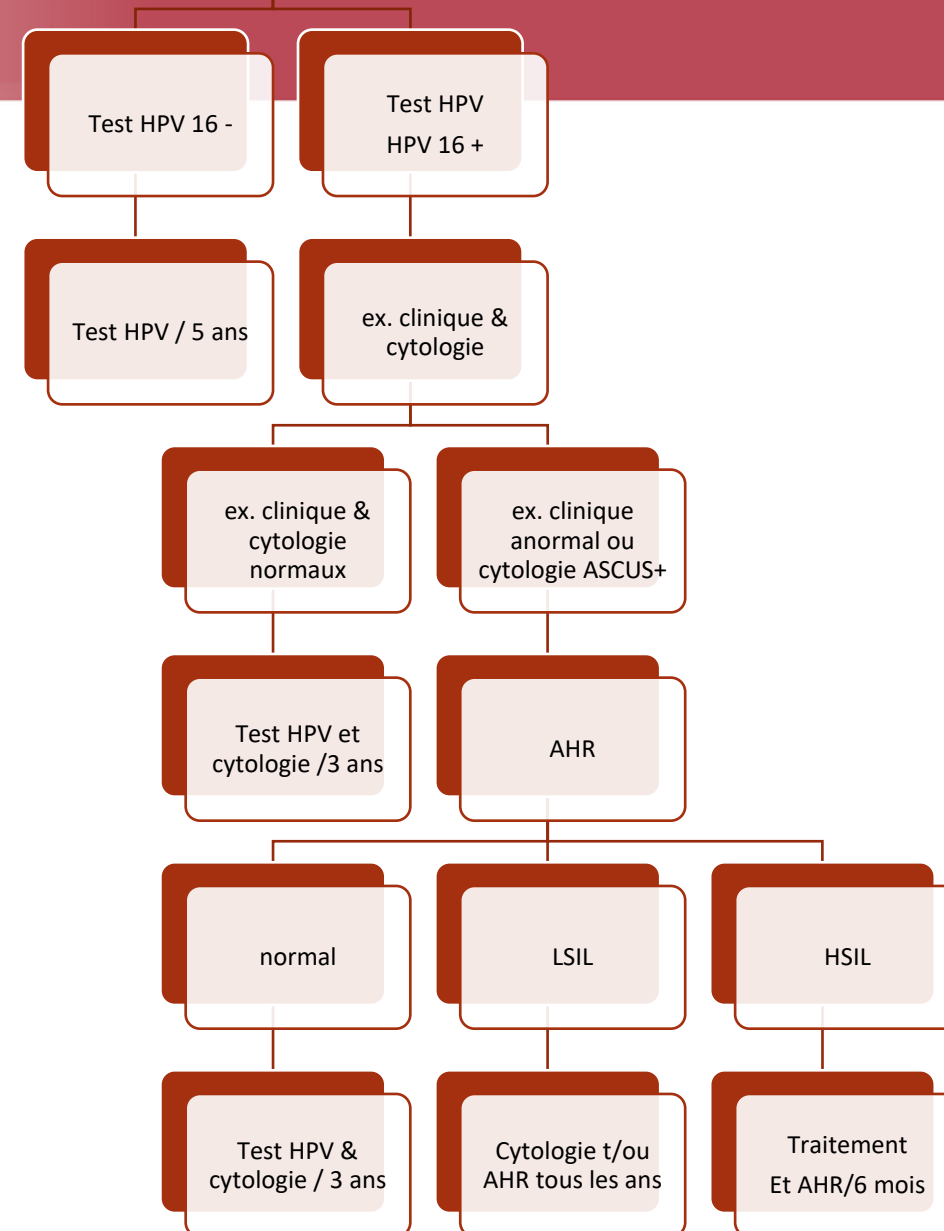 Test HPV 16 -
Test HPV
HPV 16 +
Test HPV / 5 ans
ex. clinique &
cytologie
ex. clinique &
cytologie
normaux
ex. clinique
anormal ou
cytologie ASCUS+
Test HPV et
cytologie /3 ans
AHR
normal
LSIL
HSIL
Test HPV &
cytologie / 3 ans
Cytologie t/ou
AHR tous les ans
Traitement
Et AHR/6 mois